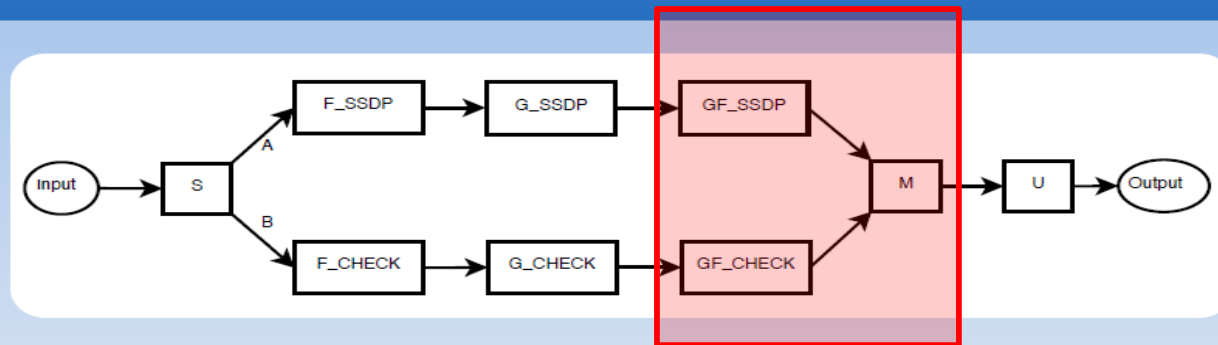 F_SSDP
G_SSDP
GF_SSDP
A
Input
S
M
U
Output
B
F_CHECK
G_CHECK
GF_CHECK